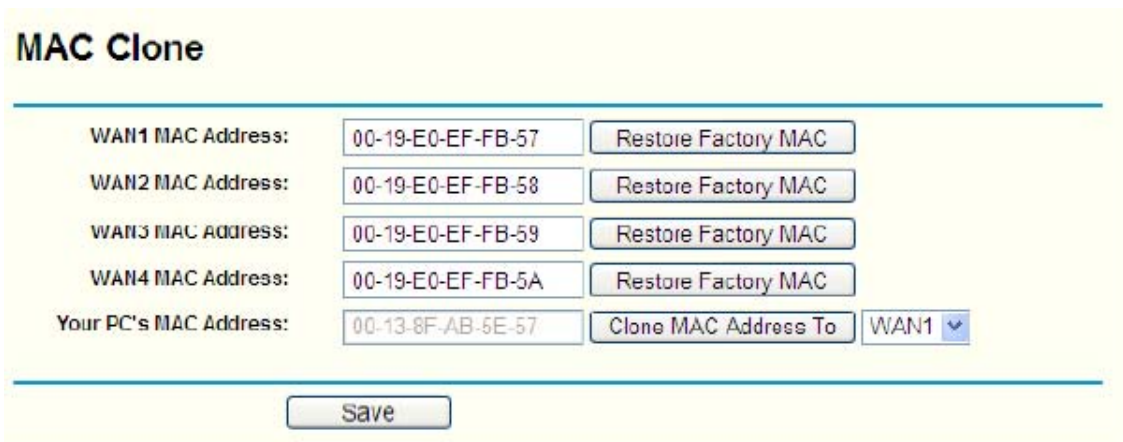 MAC Clone
WAN1 MAC Address: 00-19-E0-EF-FB-57 Restore Factory MAC
WAN2 MAC Address: 00-19-E0-EF-FB-58 Restore Factory MAC
WAN3 MAC Address: 00-19-E0-EF-FB-59 Restore Factory MAC
WAN4 MAC Address: 00-19-E0-EF-FB-5A Restore Factory MAC
Your PC's MAC Address: 00-13-8F-AB-5E-57 Clone MAC Address To WAN1
Save